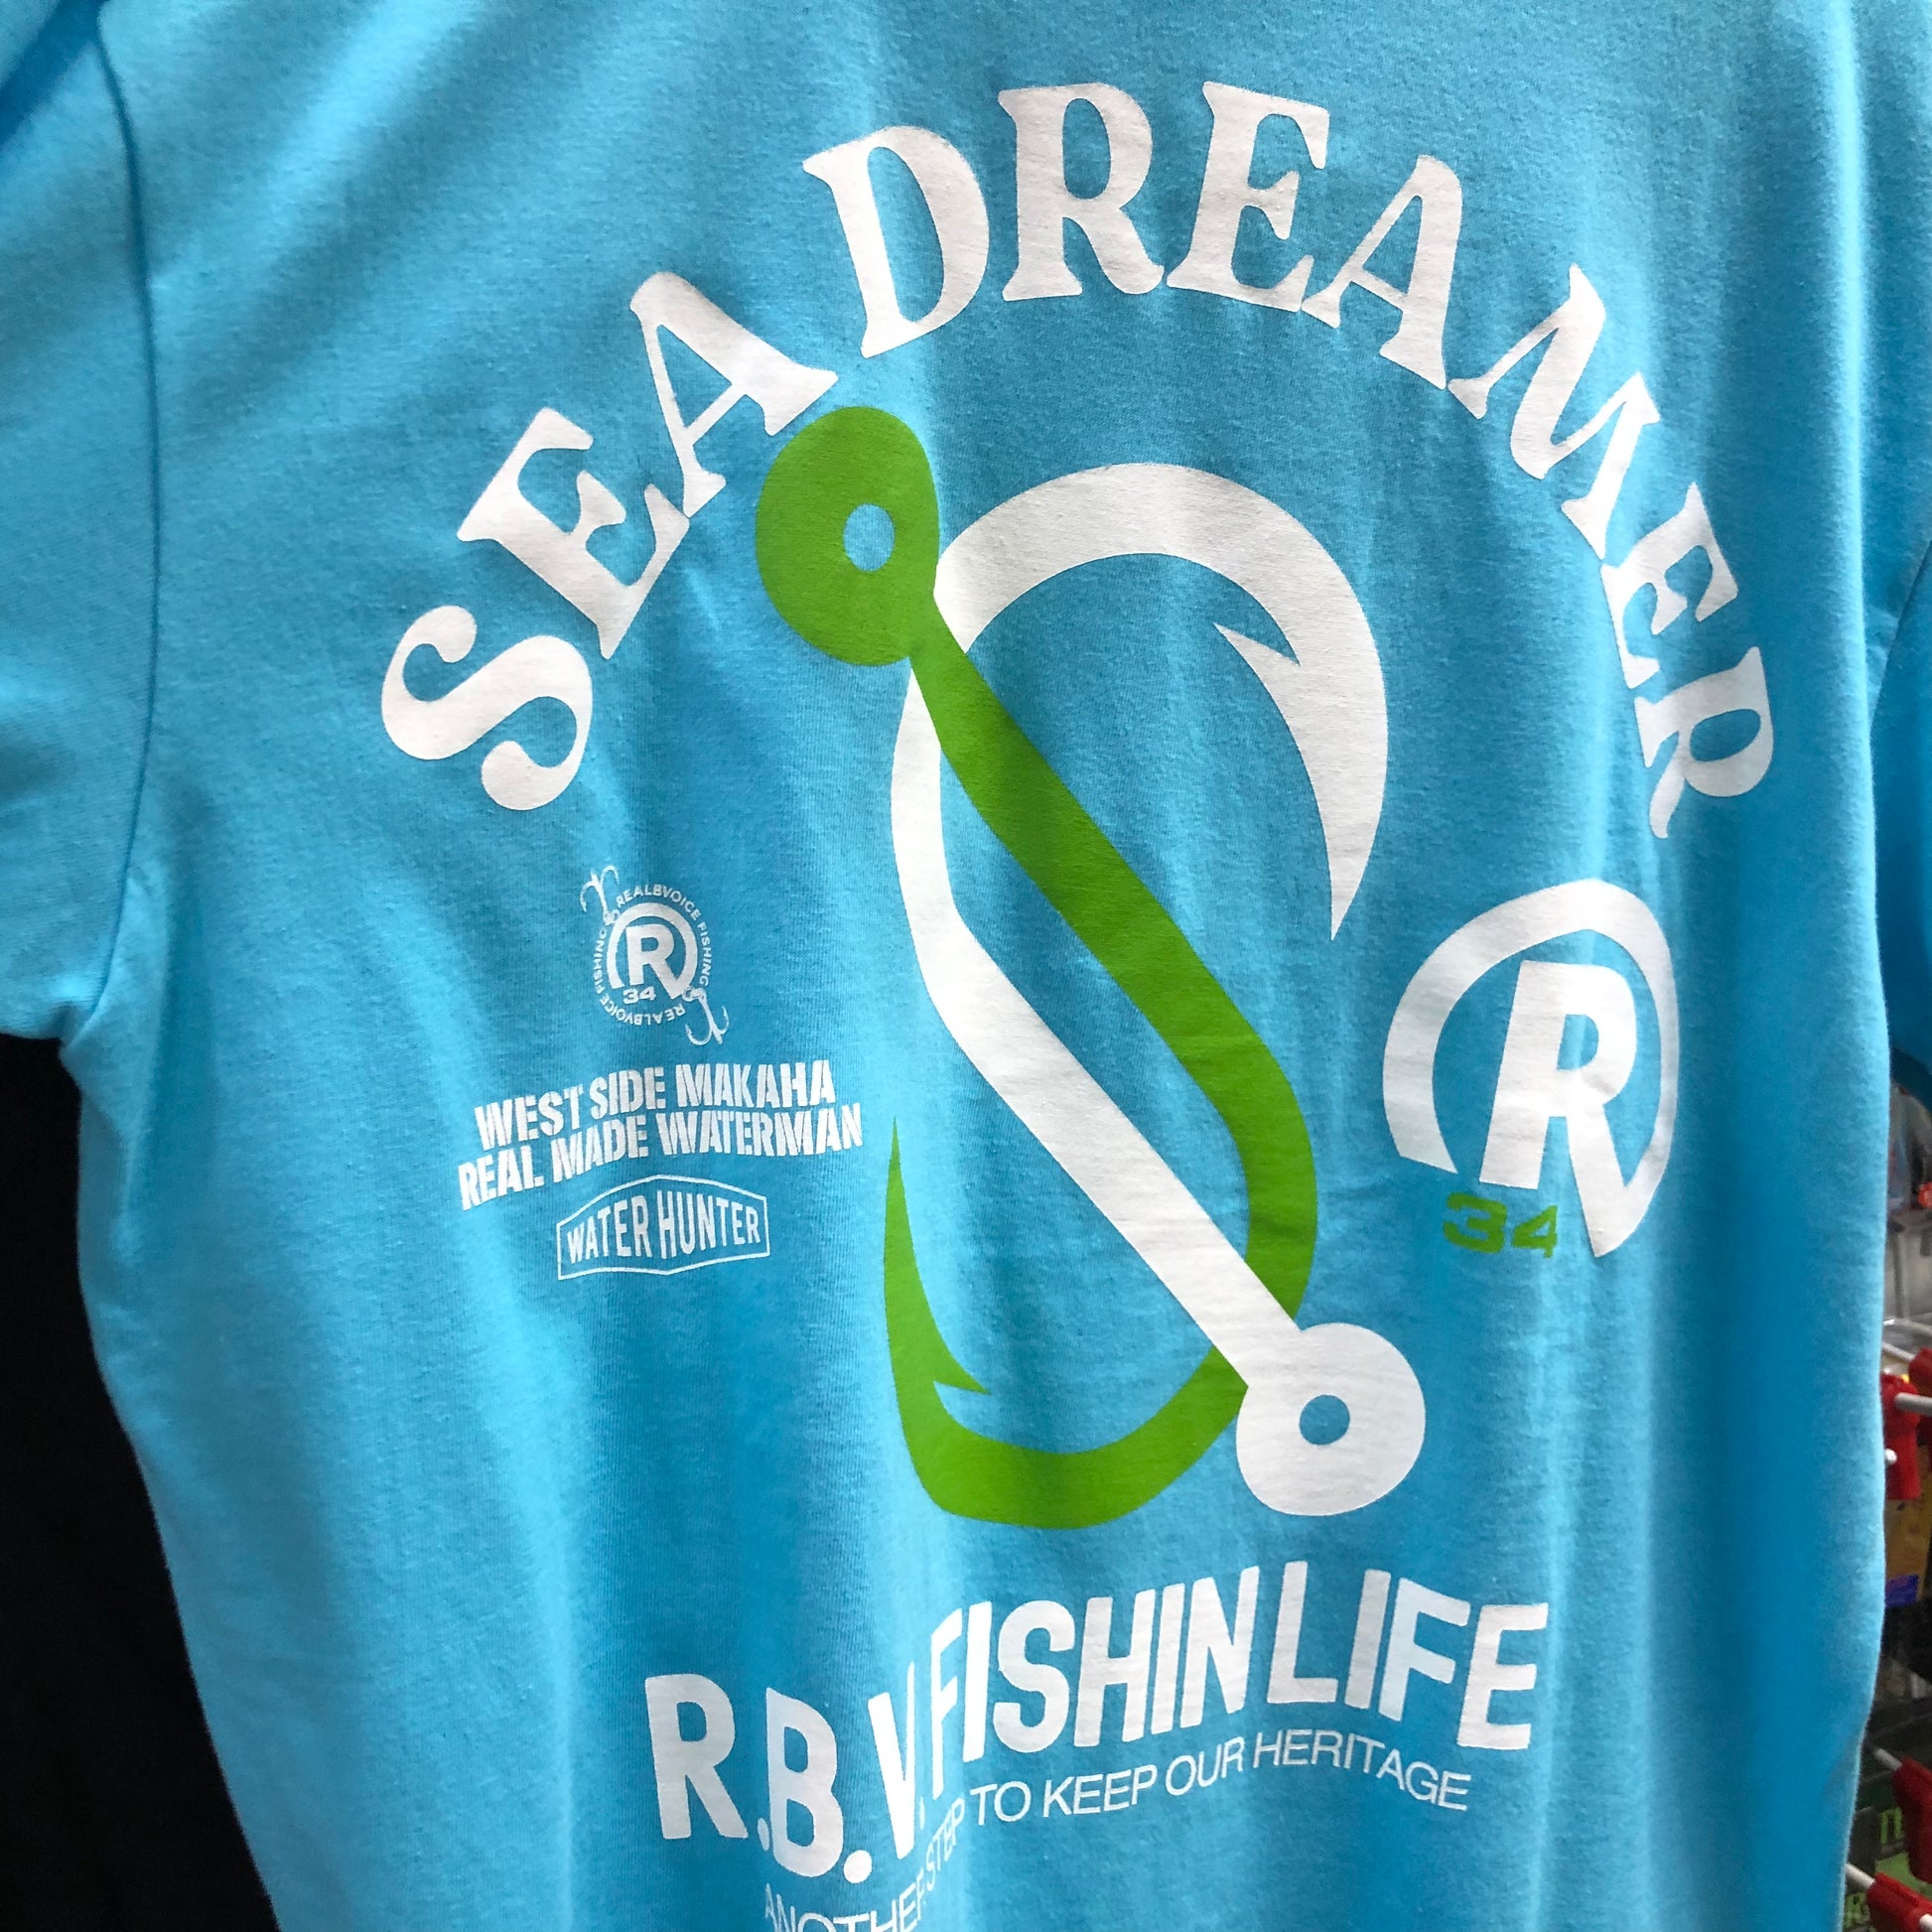 SEA DREAMER
REALBVOICE FISHING
R
34
REALBVOICE FISHING
WEST SIDE MAKAHA
REAL MADE WATERMAN
WATER HUNTER
R
34
R.B.V. FISHIN LIFE
ANOTHER STEP TO KEEP OUR HERITAGE